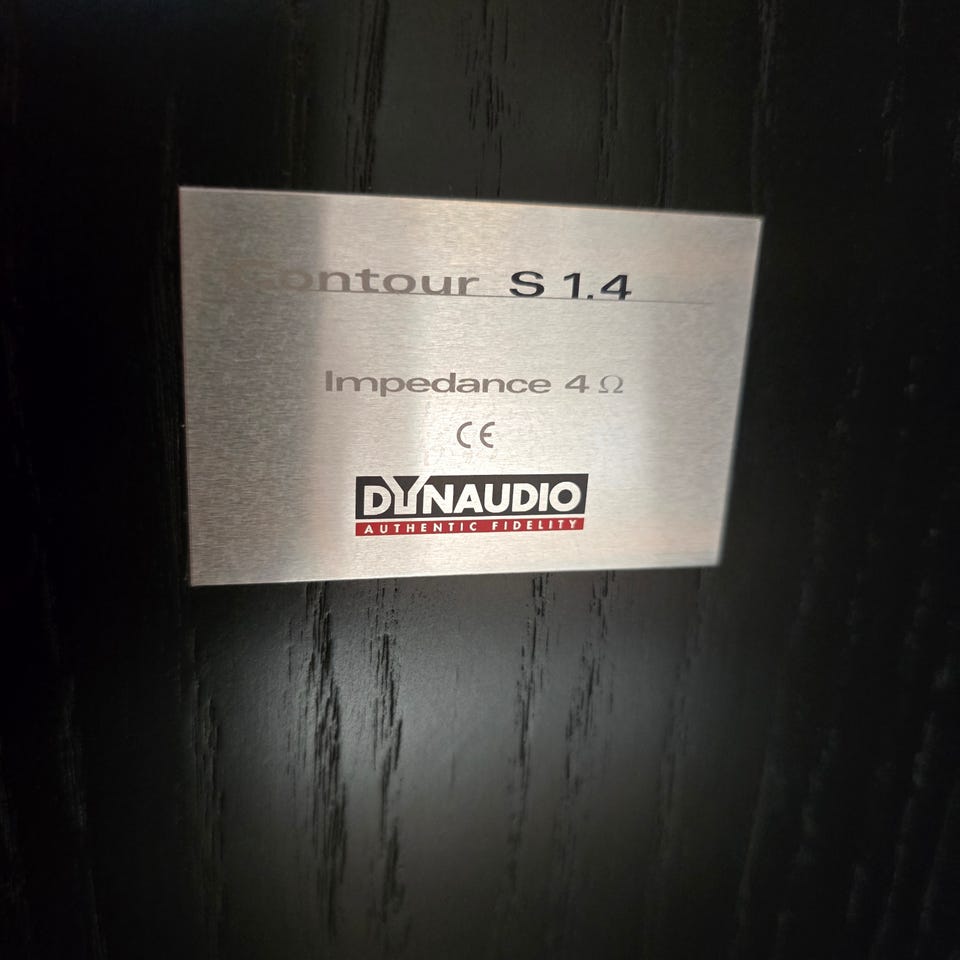 Contour S 1.4
Impedance 4 Ω
CE
DYNAUDIO
AUTHENTIC FIDELITY